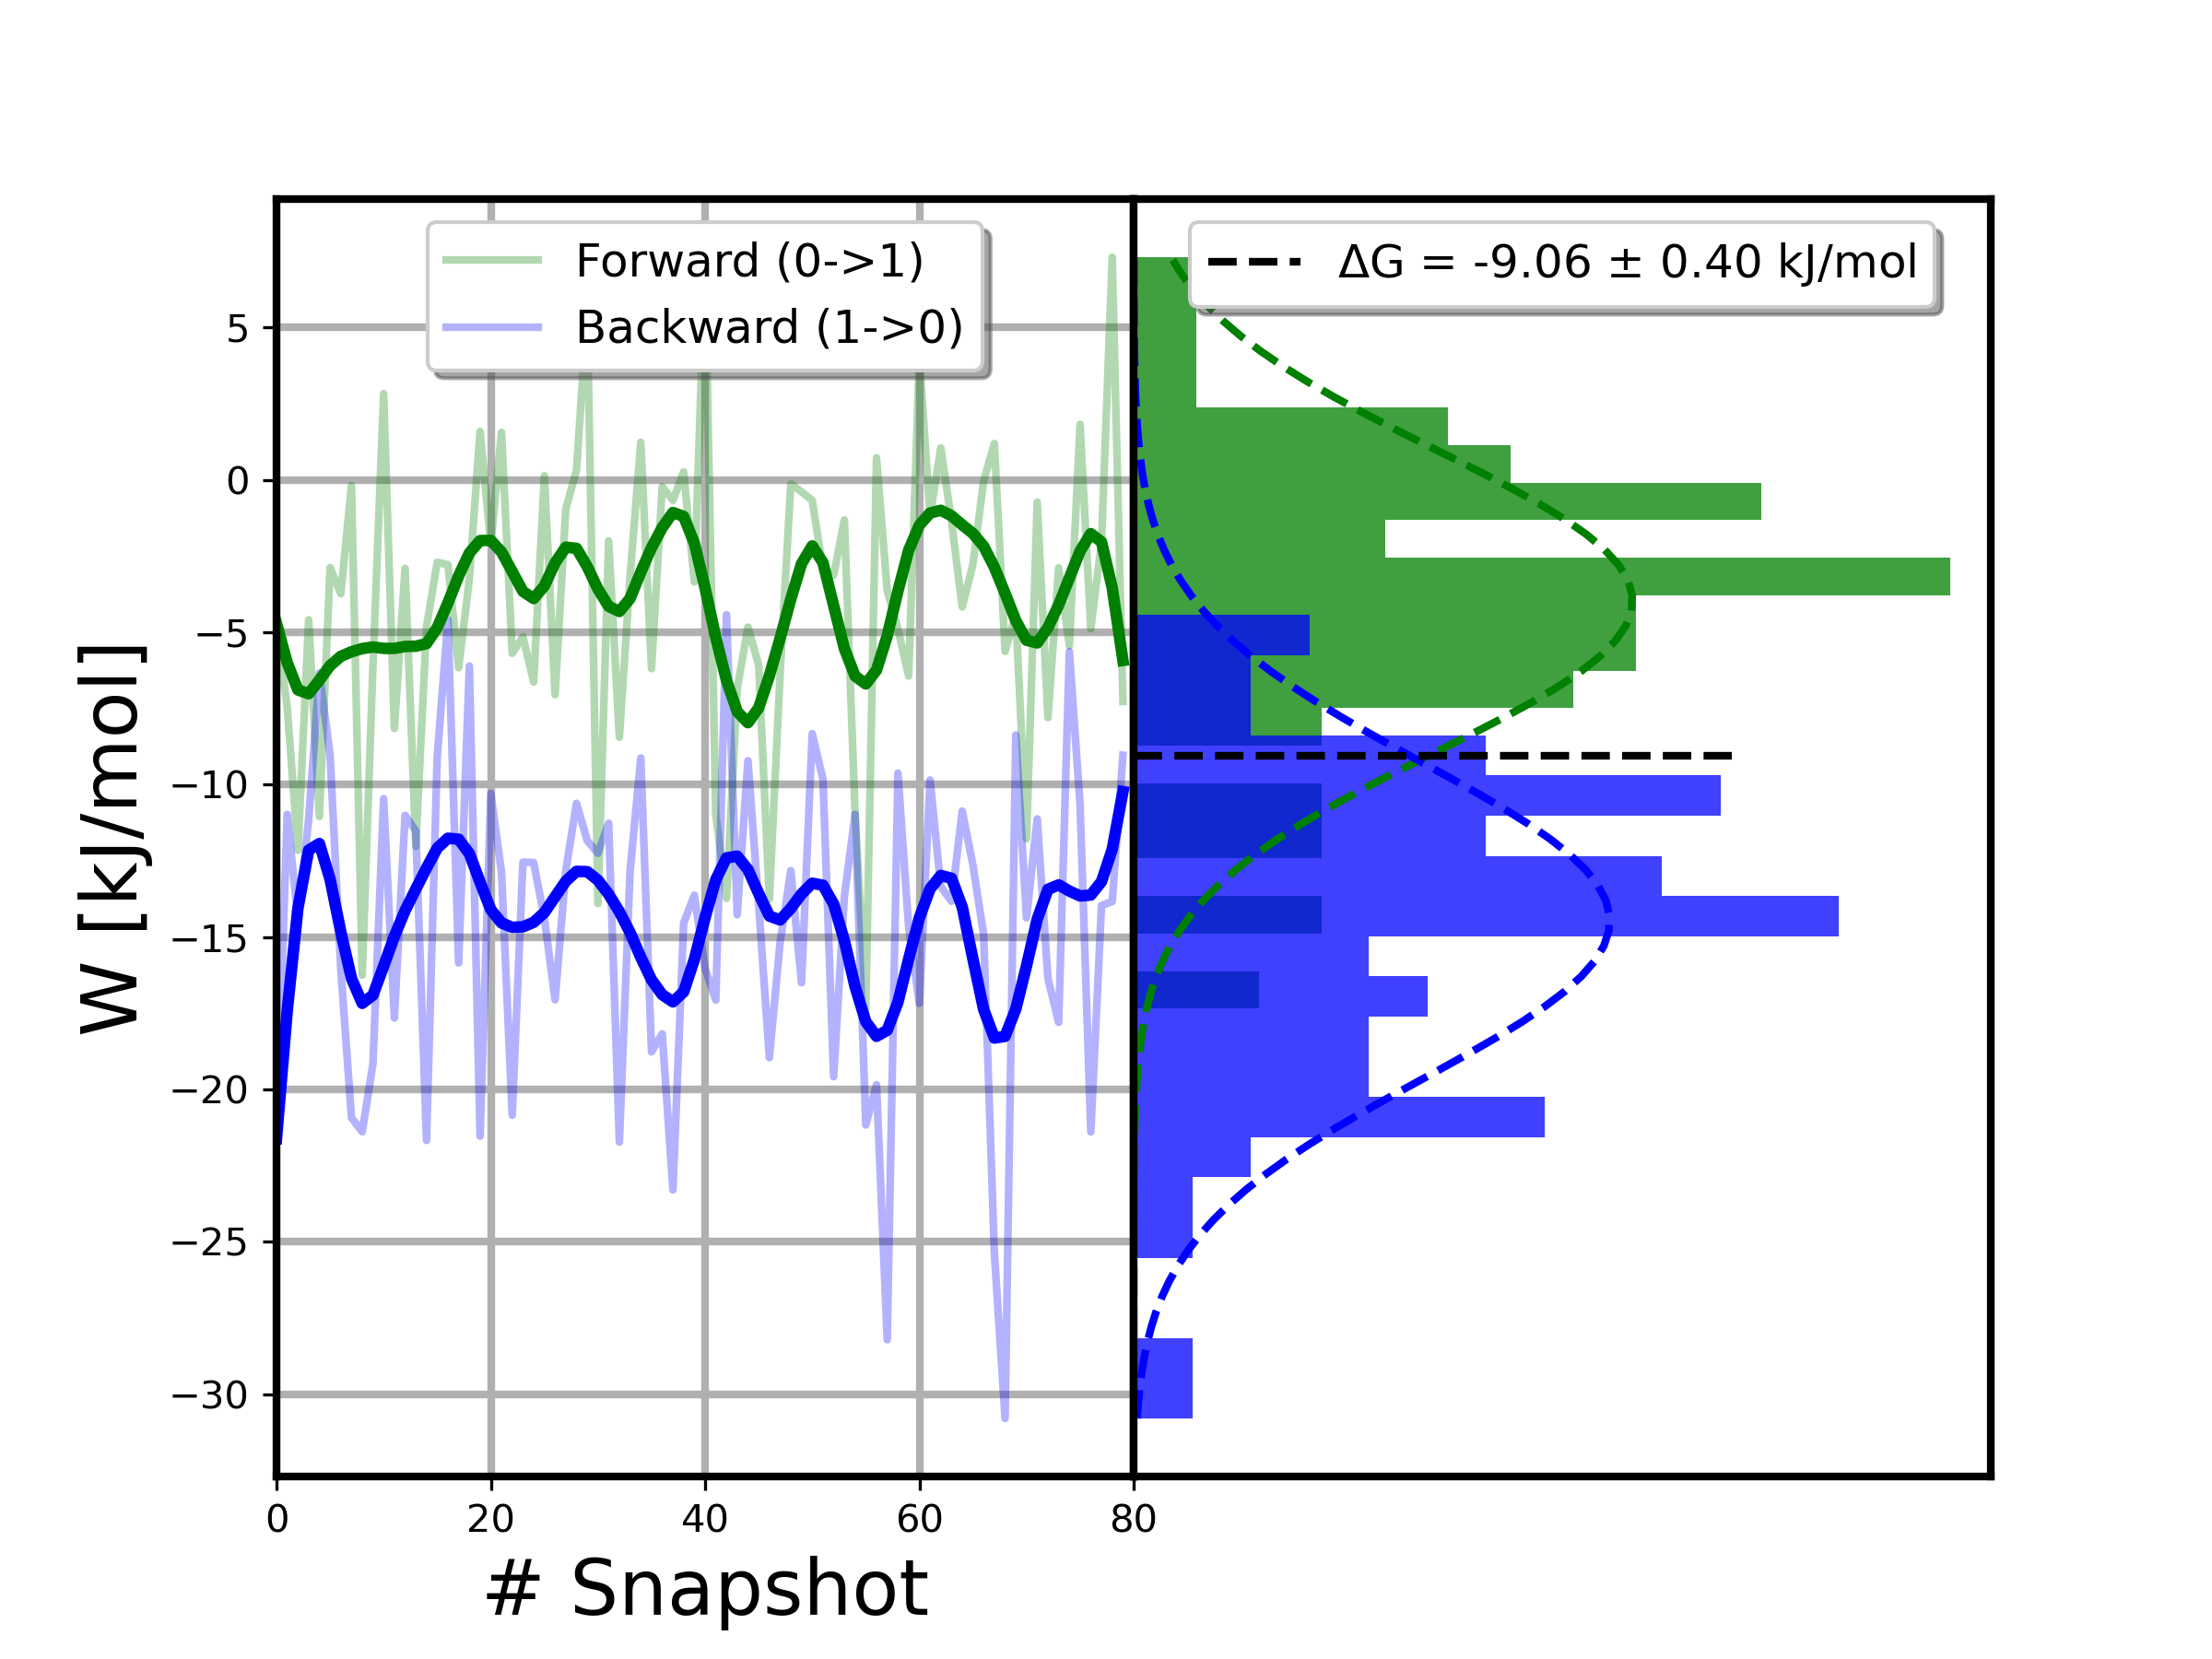 Forward (0->1)
Backward (1->0)
ΔG = -9.06 ± 0.40 kJ/mol
W [kJ/mol]
5
0
−5
−10
−15
−20
−25
−30
0 20 40 60 80
# Snapshot